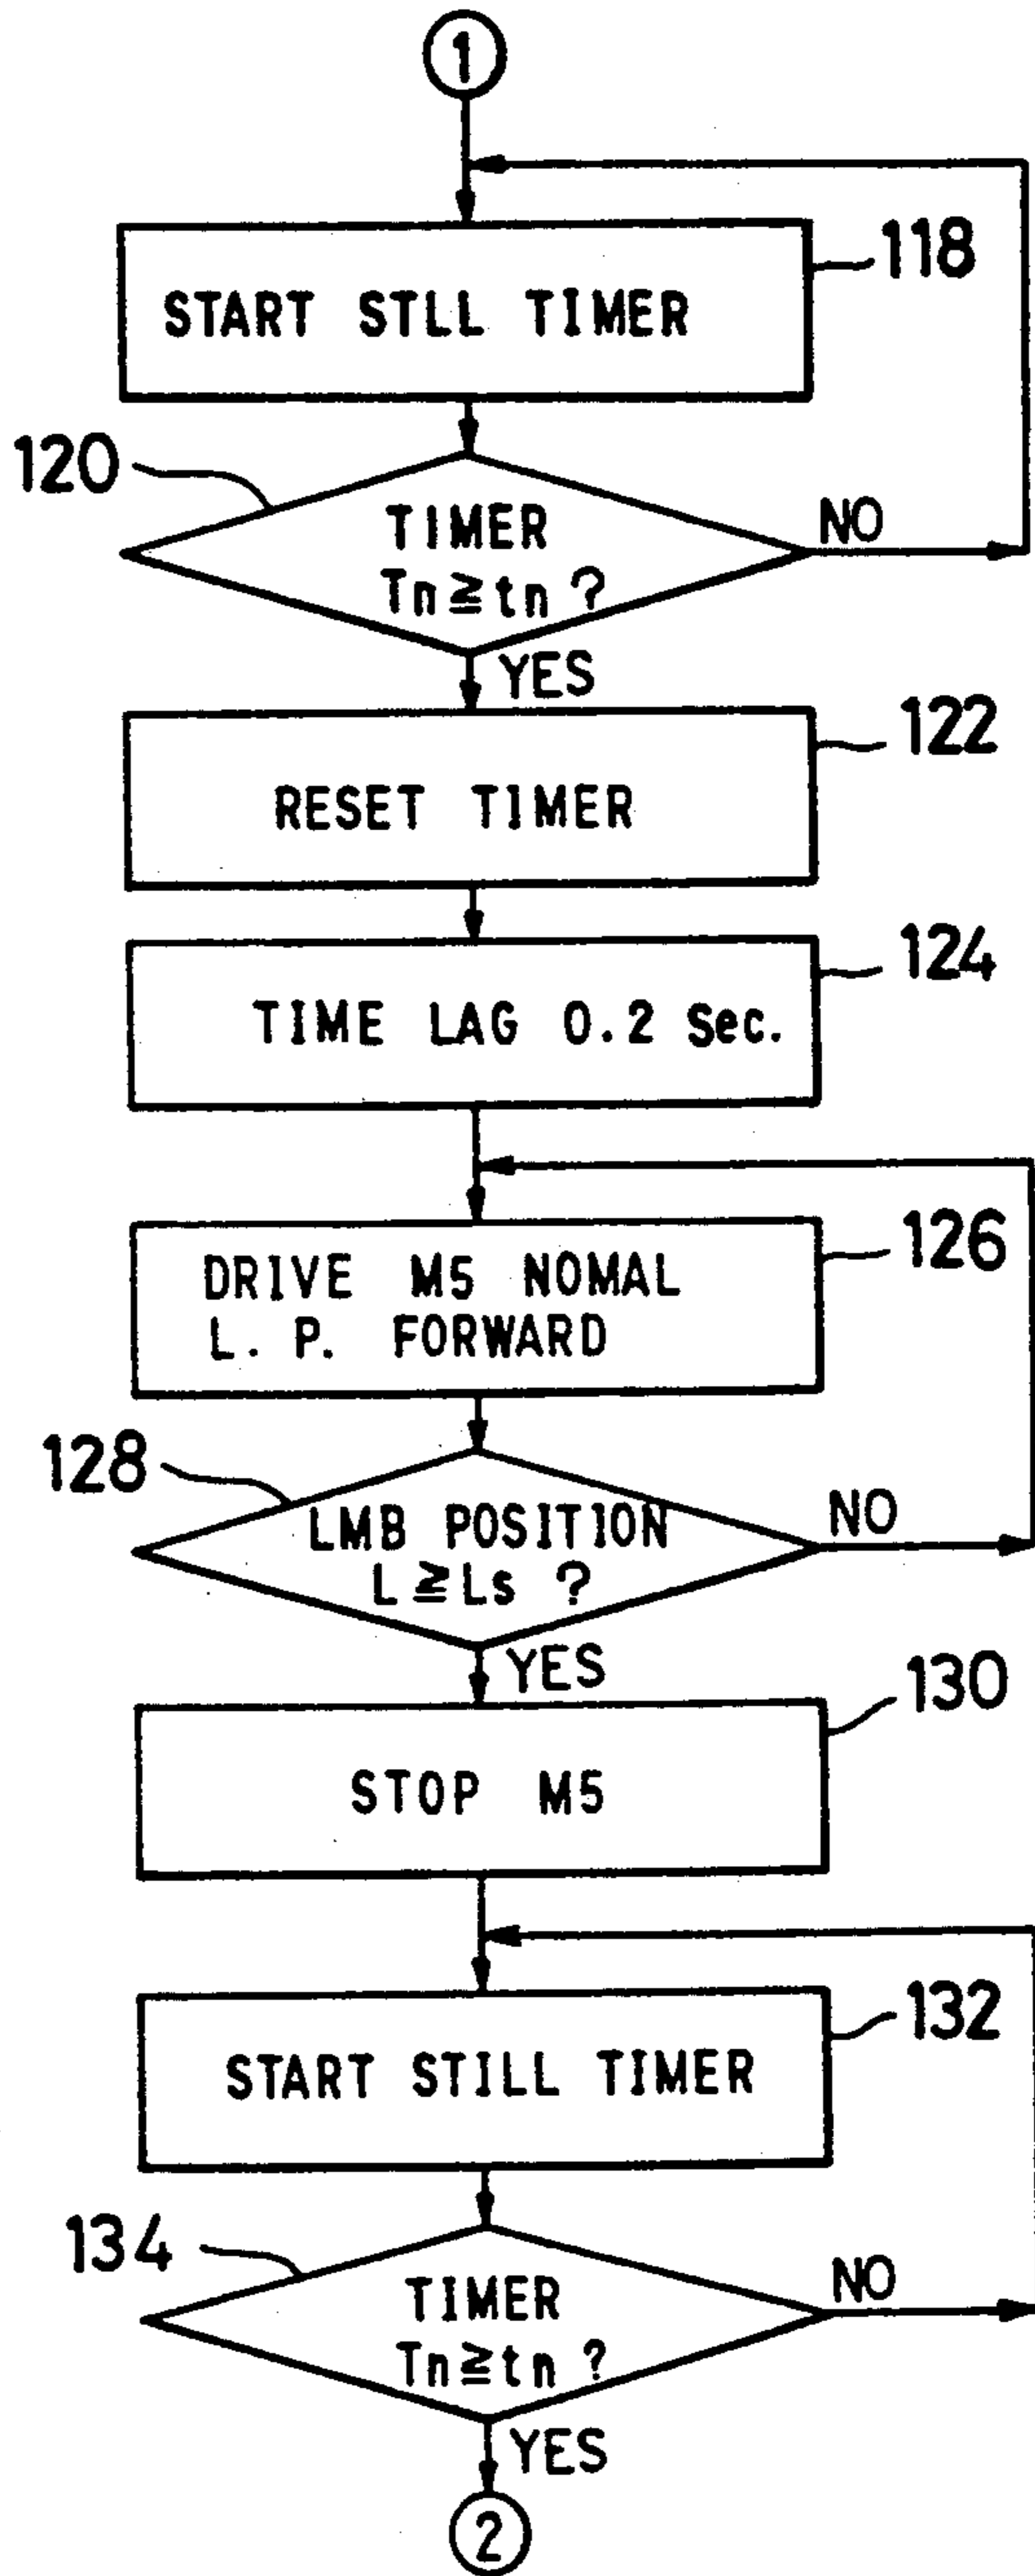 1
START STLL TIMER
118
120
TIMER
Tn≧tn?
NO
YES
RESET TIMER
122
TIME LAG 0.2 Sec.
124
DRIVE M5 NOMAL
L. P. FORWARD
126
128
LMB POSITION
L≧Ls ?
NO
YES
STOP M5
130
START STILL TIMER
132
134
TIMER
Tn≧tn ?
NO
YES
2